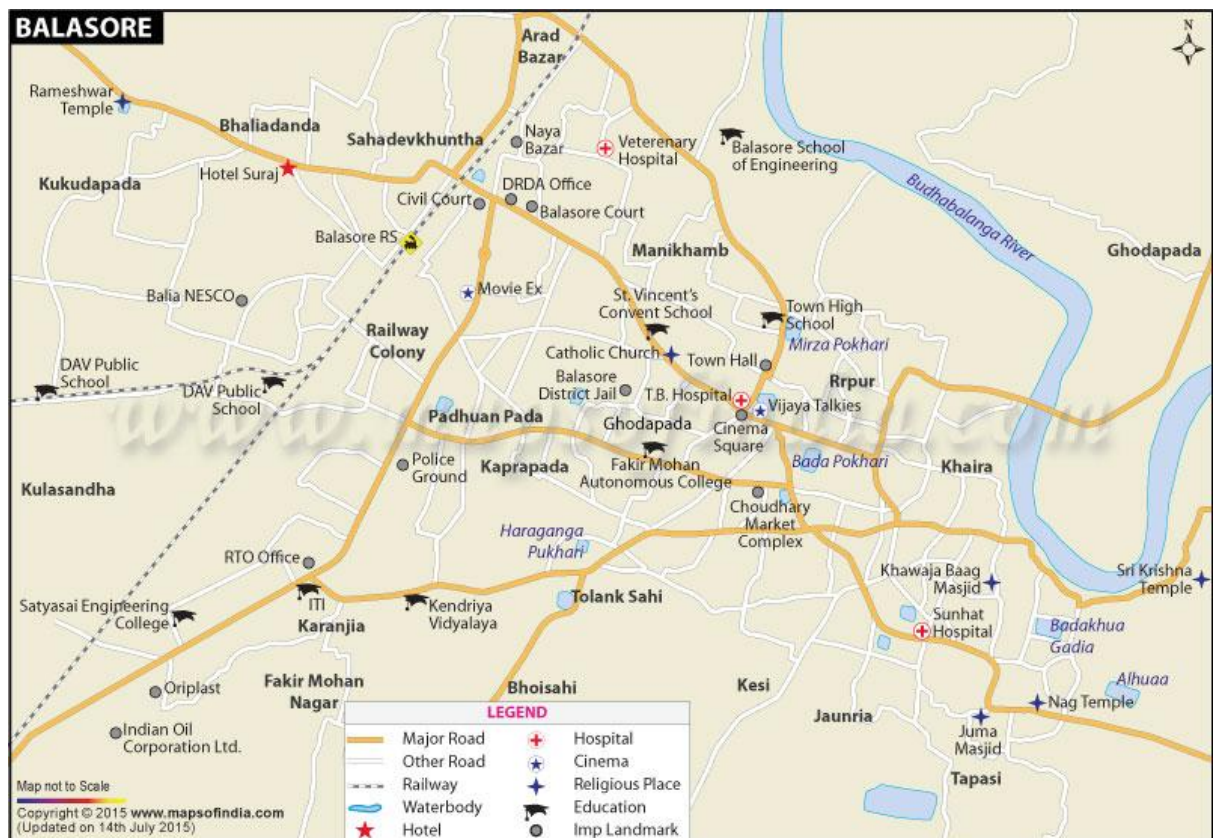 BALASORE
N
Arad
Bazar
Rameshwar
Temple
Bhaliadanda
Sahadevkhuntha
Naya
Bazar
Veterenary
Hospital
Balasore School
of Engineering
Kukudapada
Hotel Suraj
Civil Court
DRDA Office
Balasore Court
Budhabalanga River
Balasore RS
Manikhamb
Ghodapada
Balia NESCO
Movie Ex
St. Vincent's
Convent School
Town High
School
Mirza Pokhari
Railway
Colony
Catholic Church
Town Hall
DAV Public
School
DAV Public
School
Balasore
District Jail
T.B. Hospital
Rrpur
Vijaya Talkies
www.mapsofindia.com
Padhuan Pada
Ghodapada
Cinema
Square
Police
Ground
Kaprapada
Fakir Mohan
Autonomous College
Bada Pokhari
Khaira
Kulasandha
Choudhary
Market
Complex
Haraganga
Pukhari
RTO Office
Khawaja Baag
Masjid
Sri Krishna
Temple
Satyasai Engineering
College
ITI
Karanjia
Kendriya
Vidyalaya
Tolank Sahi
Sunhat
Hospital
Badakhua
Gadia
Oriplast
Fakir Mohan
Nagar
Bhoisahi
Kesi
Alhuaa
Nag Temple
Indian Oil
Corporation Ltd.
Jaunria
Juma
Masjid
Tapasi
LEGEND
Major Road
Hospital
Other Road
Cinema
Railway
Religious Place
Waterbody
Education
Hotel
Imp Landmark
Map not to Scale
Copyright © 2015 www.mapsofindia.com
(Updated on 14th July 2015)